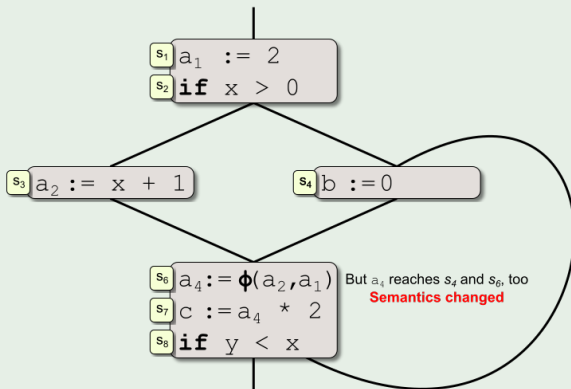 S₁ a₁ := 2
S₂ if x > 0
S₃ a₂ := x + 1
S₄ b :=0
S₆ a₄:= ϕ(a₂,a₁)
S₇ c :=a₄ * 2
S₈ if y < x
But a₄ reaches s₄ and s₆, too
Semantics changed